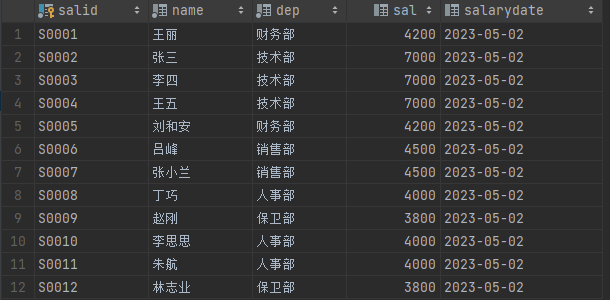 salid name dep sal salarydate
1 S0001 王丽 财务部 4200 2023-05-02
2 S0002 张三 技术部 7000 2023-05-02
3 S0003 李四 技术部 7000 2023-05-02
4 S0004 王五 技术部 7000 2023-05-02
5 S0005 刘和安 财务部 4200 2023-05-02
6 S0006 吕峰 销售部 4500 2023-05-02
7 S0007 张小兰 销售部 4500 2023-05-02
8 S0008 丁巧 人事部 4000 2023-05-02
9 S0009 赵刚 保卫部 3800 2023-05-02
10 S0010 李思思 人事部 4000 2023-05-02
11 S0011 朱航 人事部 4000 2023-05-02
12 S0012 林志业 保卫部 3800 2023-05-02